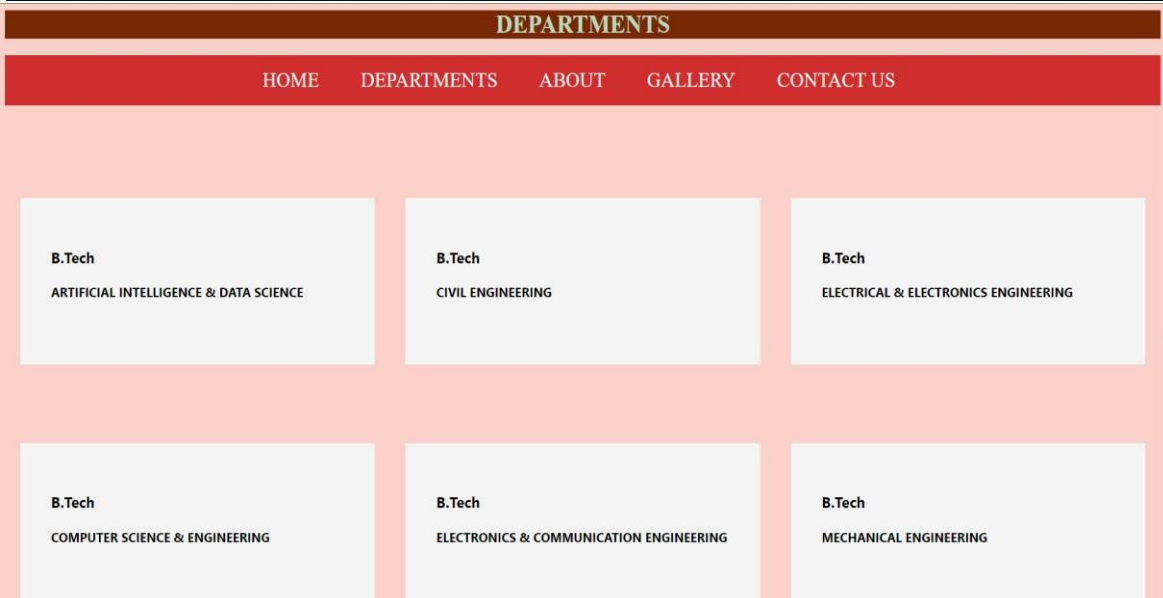 DEPARTMENTS
HOME DEPARTMENTS ABOUT GALLERY CONTACT US
B.Tech
ARTIFICIAL INTELLIGENCE & DATA SCIENCE
B.Tech
CIVIL ENGINEERING
B.Tech
ELECTRICAL & ELECTRONICS ENGINEERING
B.Tech
COMPUTER SCIENCE & ENGINEERING
B.Tech
ELECTRONICS & COMMUNICATION ENGINEERING
B.Tech
MECHANICAL ENGINEERING